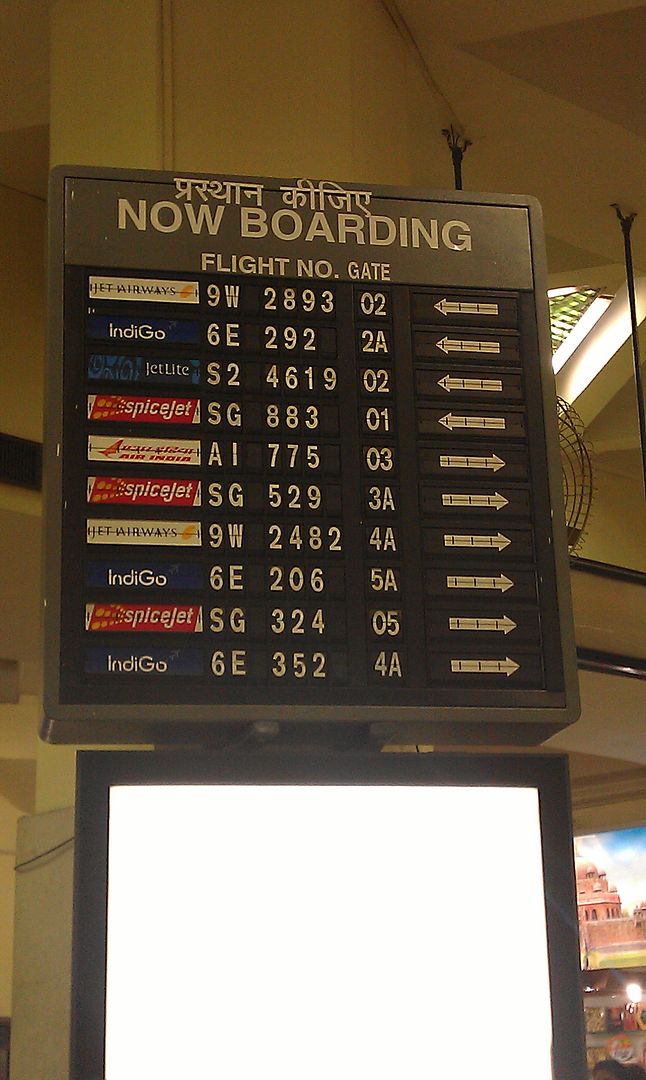 प्रस्थान कीजिए
NOW BOARDING
FLIGHT NO. GATE
JET AIRWAYS 9W 2893 02
IndiGo 6E 292 2A
JetLite S2 4619 02
spiceJet SG 883 01
AIR INDIA AI 775 03
spiceJet SG 529 3A
JET AIRWAYS 9W 2482 4A
IndiGo 6E 206 5A
spiceJet SG 324 05
IndiGo 6E 352 4A